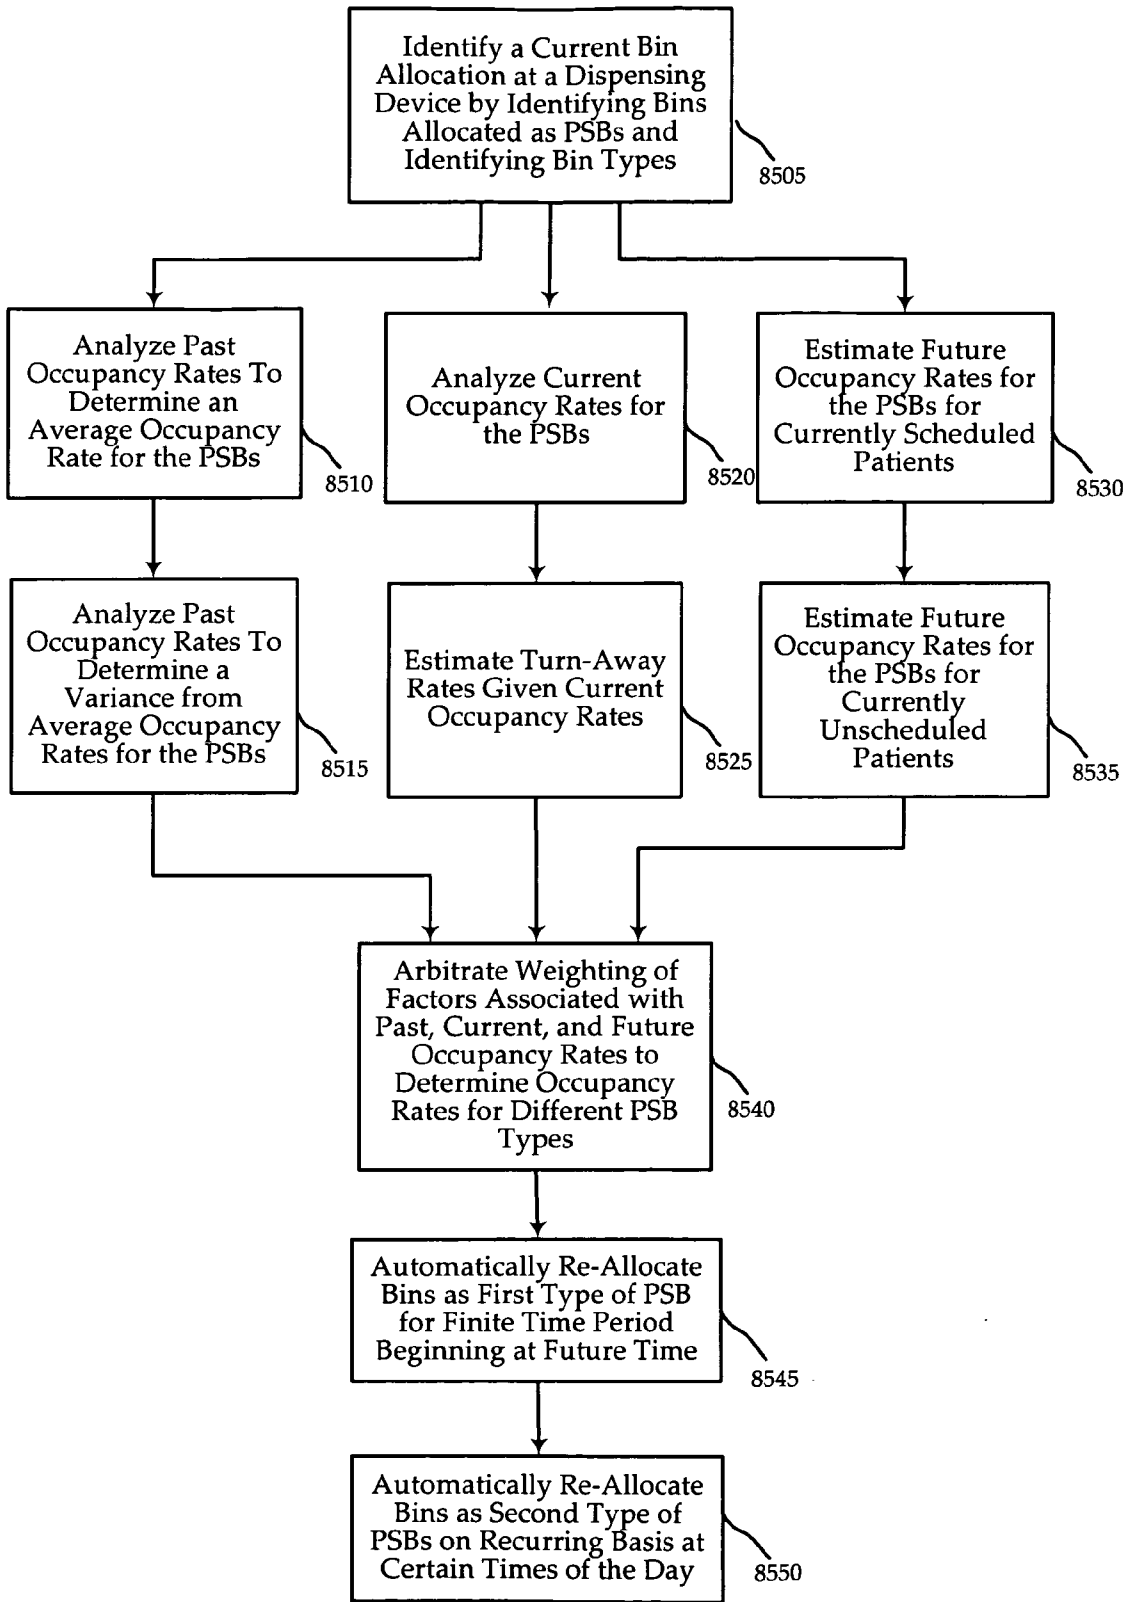 Identify a Current Bin
Allocation at a Dispensing
Device by Identifying Bins
Allocated as PSBs and
Identifying Bin Types
8505
Analyze Past
Occupancy Rates To
Determine an
Average Occupancy
Rate for the PSBs
8510
Analyze Current
Occupancy Rates for
the PSBs
8520
Estimate Future
Occupancy Rates for
the PSBs for
Currently Scheduled
Patients
8530
Analyze Past
Occupancy Rates To
Determine a
Variance from
Average Occupancy
Rates for the PSBs
8515
Estimate Turn-Away
Rates Given Current
Occupancy Rates
8525
Estimate Future
Occupancy Rates for
the PSBs for
Currently
Unscheduled
Patients
8535
Arbitrate Weighting of
Factors Associated with
Past, Current, and Future
Occupancy Rates to
Determine Occupancy
Rates for Different PSB
Types
8540
Automatically Re-Allocate
Bins as First Type of PSB
for Finite Time Period
Beginning at Future Time
8545
Automatically Re-Allocate
Bins as Second Type of
PSBs on Recurring Basis at
Certain Times of the Day
8550